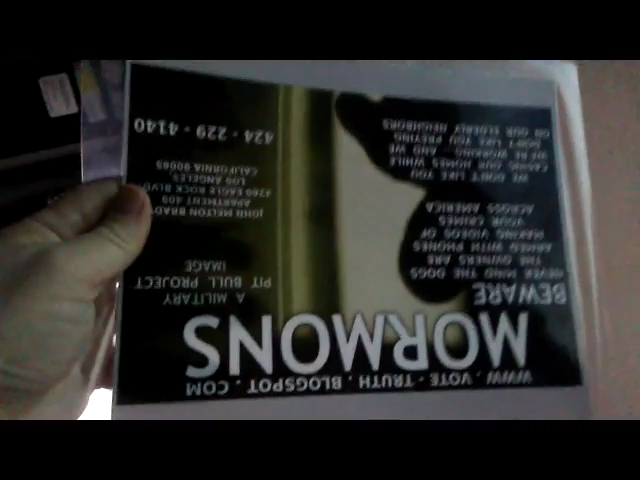 WWW . VOTE - TRUTH . BLOGSPOT . COM
MORMONS
BEWARE
NEVER MIND THE DOGS
THE OWNERS ARE
ARMED WITH PHONES
MAKING VIDEOS OF
YOUR CRIMES
ACROSS AMERICA
WE DON'T LIKE YOU
CASING OUR HOMES WHILE
WE'RE WORKING - AND WE
DON'T LIKE YOU PREYING
ON OUR ELDERLY NEIGHBORS
A MILITARY
PIT BULL PROJECT
IMAGE
JOHN MELTON BRADY
APARTMENT 409
4769 EAGLE ROCK BLVD
LOS ANGELES,
CALIFORNIA 90065
424 - 229 - 4140